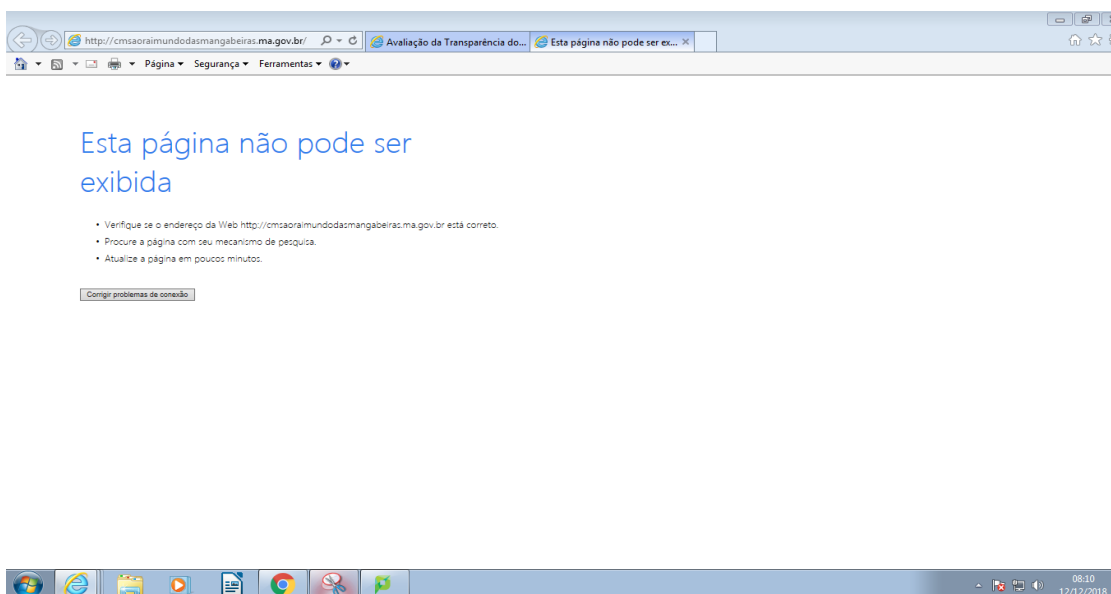 http://cmsaoraimundodasmangabeiras.ma.gov.br/
Avaliação da Transparência do...
Esta página não pode ser ex...
Página
Segurança
Ferramentas
Esta página não pode ser
exibida
• Verifique se o endereço da Web http://cmsaoraimundodasmangabeiras.ma.gov.br está correto.
• Procure a página com seu mecanismo de pesquisa.
• Atualize a página em poucos minutos.
Corrigir problemas de conexão
08:10
12/12/2018